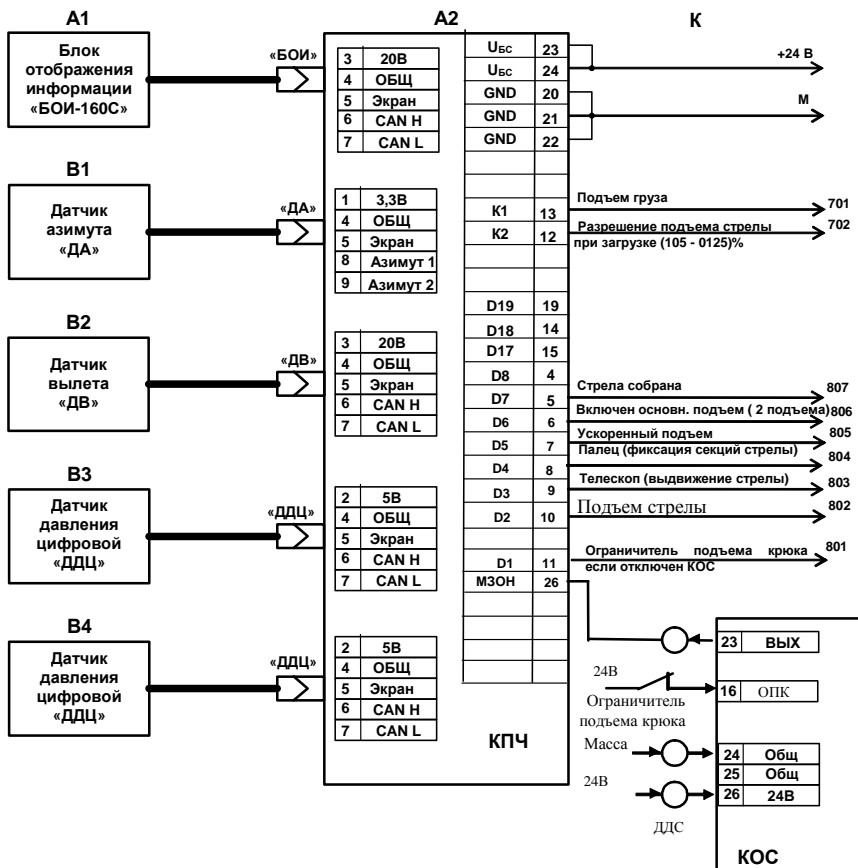 А1
Блок
отображения
информации
«БОИ-160С»
«БОИ»
В1
Датчик
азимута
«ДА»
«ДА»
В2
Датчик
вылета
«ДВ»
«ДВ»
В3
Датчик
давления
цифровой
«ДДЦ»
«ДДЦ»
В4
Датчик
давления
цифровой
«ДДЦ»
«ДДЦ»
А2
3 20В
4 ОБЩ
5 Экран
6 CAN H
7 CAN L
1 3,3В
4 ОБЩ
5 Экран
8 Азимут 1
9 Азимут 2
3 20В
4 ОБЩ
5 Экран
6 CAN H
7 CAN L
2 5В
4 ОБЩ
5 Экран
6 CAN H
7 CAN L
2 5В
4 ОБЩ
5 Экран
6 CAN H
7 CAN L
UБС 23
UБС 24
GND 20
GND 21
GND 22
К1 13
К2 12
D19 19
D18 14
D17 15
D8 4
D7 5
D6 6
D5 7
D4 8
D3 9
D2 10
D1 11
МЗОН 26
КПЧ
К
+24 В
М
Подъем груза 701
Разрешение подъема стрелы 702
при загрузке (105 - 0125)%
Стрела собрана 807
Включен основн. подъем ( 2 подъема) 806
Ускоренный подъем 805
Палец (фиксация секций стрелы) 804
Телескоп (выдвижение стрелы) 803
Подъем стрелы 802
Ограничитель подъема крюка 801
если отключен КОС
23 ВЫХ
24В
16 ОПК
Ограничитель
подъема крюка
Масса
24 Общ
25 Общ
24В
26 24В
ДДС
КОС